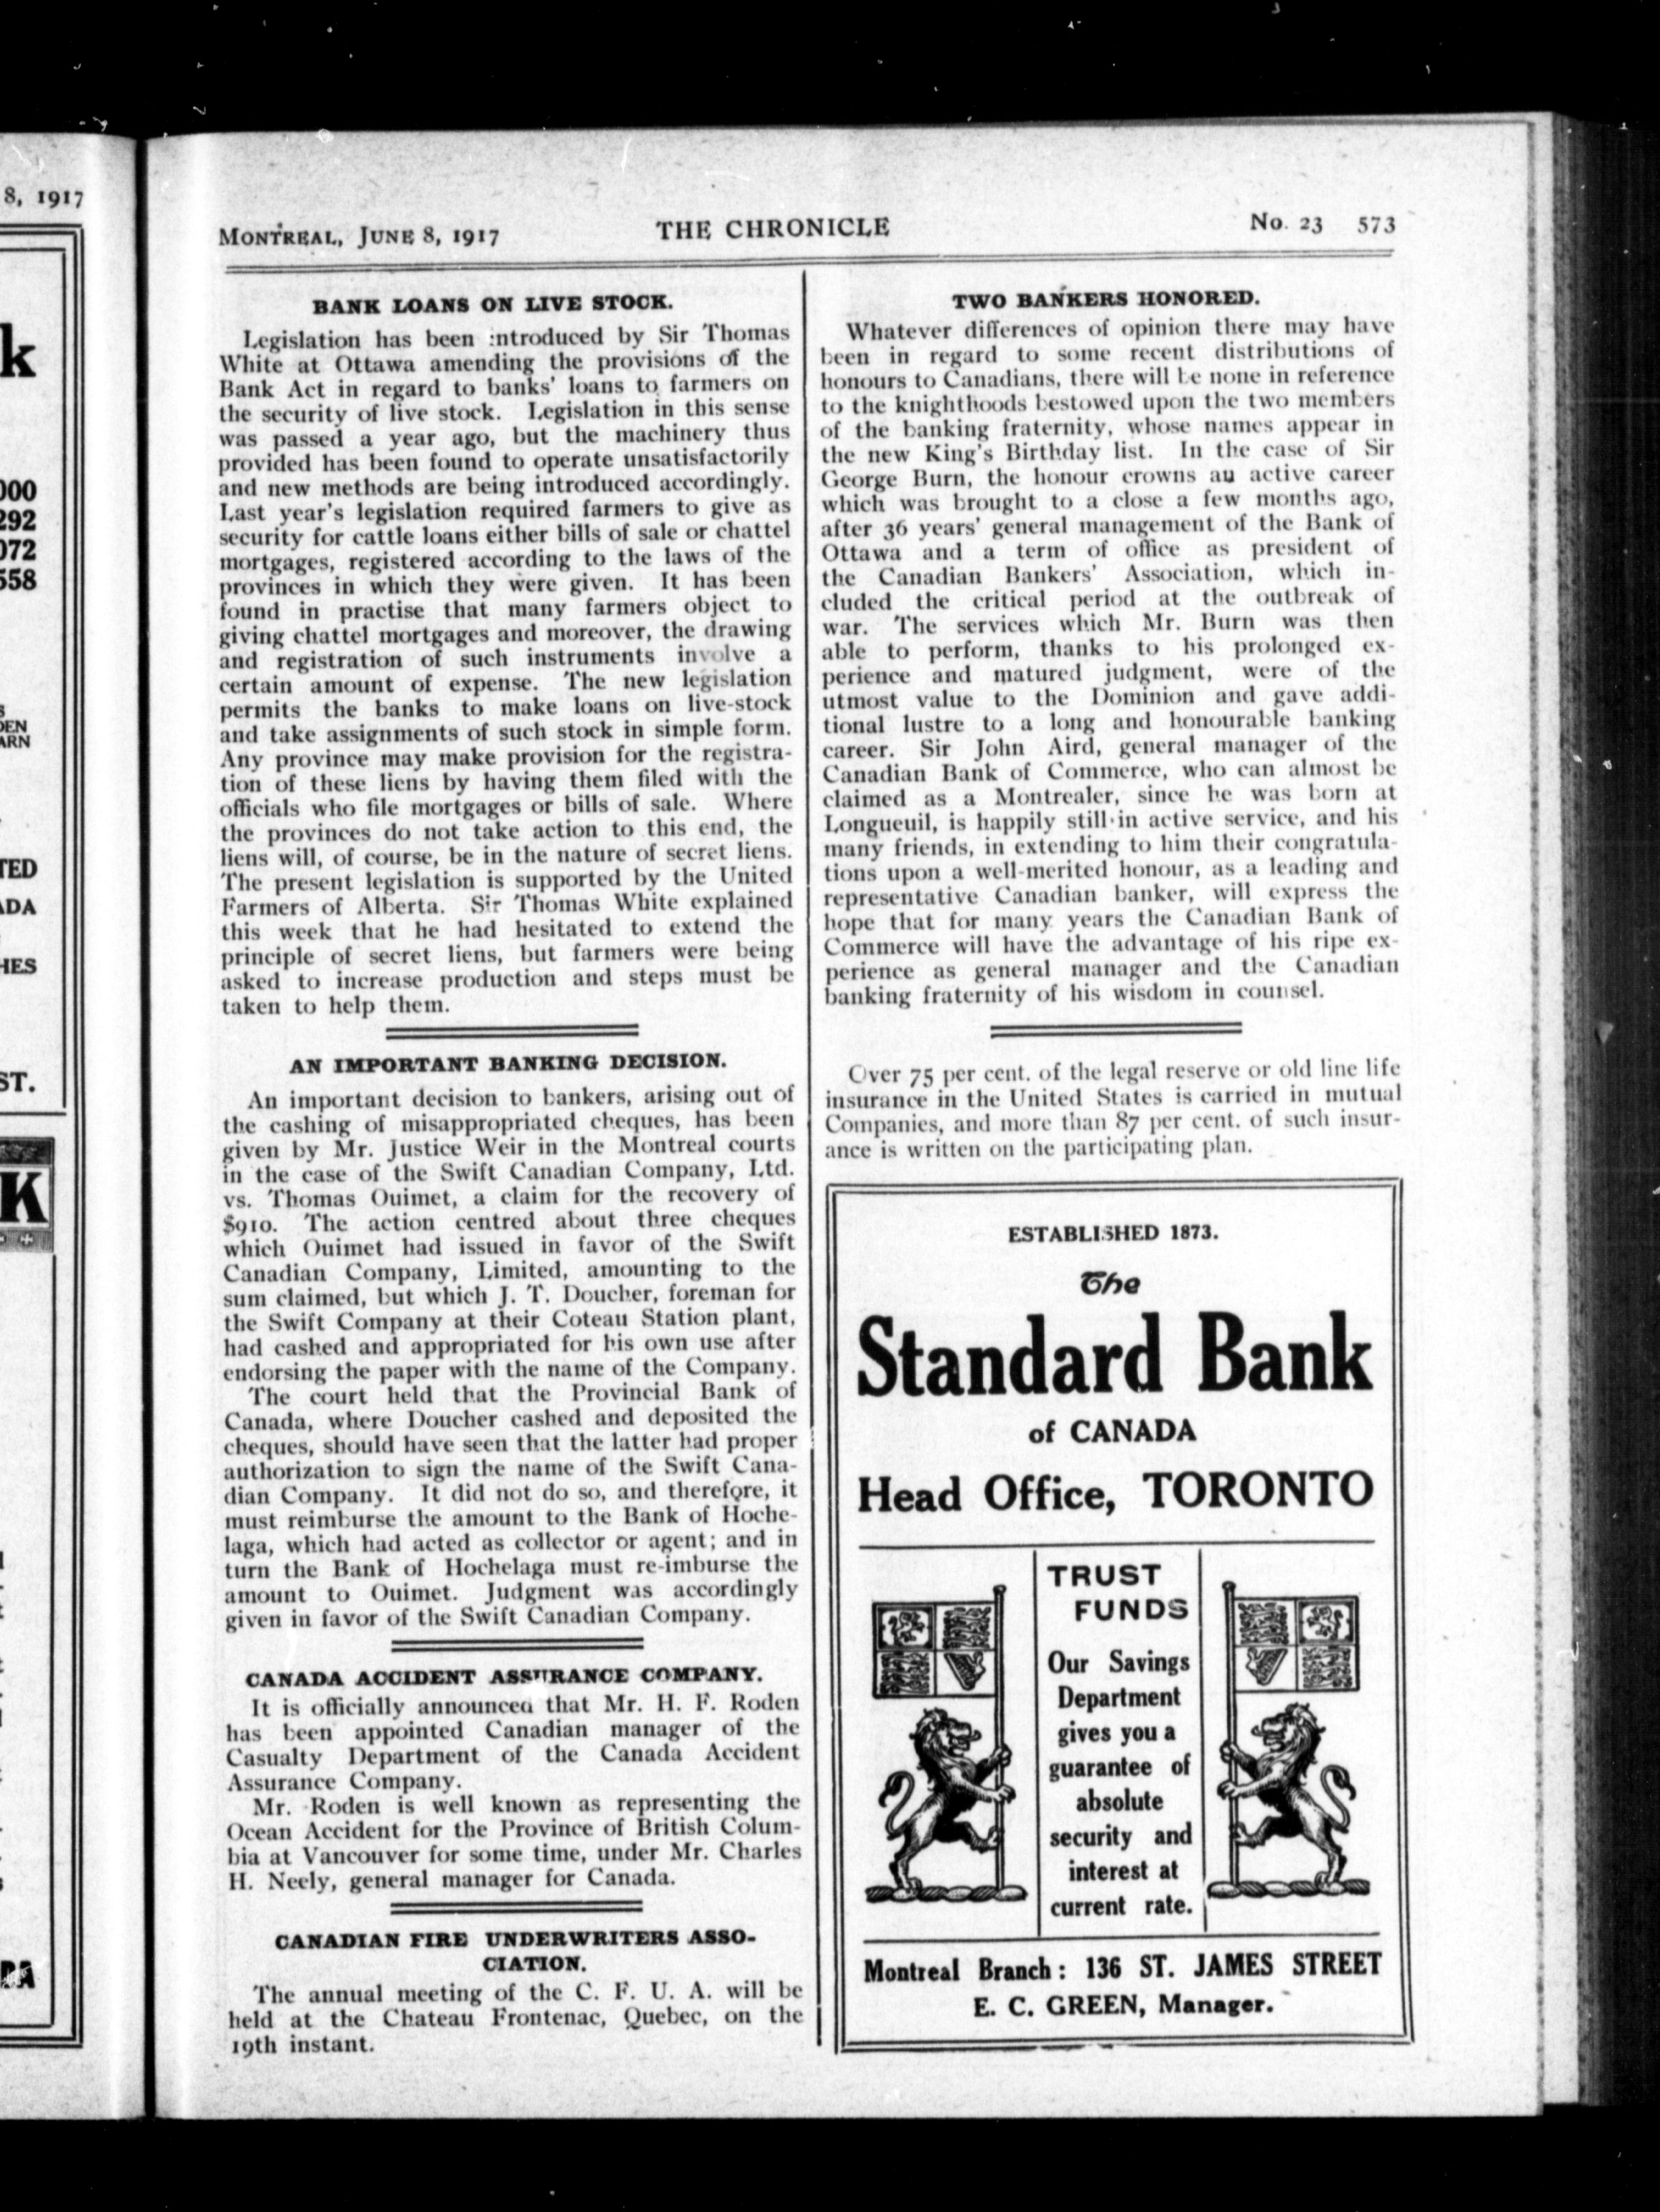 8, 1917
k
000
292
072
558
DEN
ARN
TED
ADA
HES
ST.
K
MONTREAL, JUNE 8, 1917 THE CHRONICLE No. 23 573
BANK LOANS ON LIVE STOCK.
Legislation has been introduced by Sir Thomas
White at Ottawa amending the provisions of the
Bank Act in regard to banks' loans to farmers on
the security of live stock. Legislation in this sense
was passed a year ago, but the machinery thus
provided has been found to operate unsatisfactorily
and new methods are being introduced accordingly.
Last year's legislation required farmers to give as
security for cattle loans either bills of sale or chattel
mortgages, registered according to the laws of the
provinces in which they were given. It has been
found in practise that many farmers object to
giving chattel mortgages and moreover, the drawing
and registration of such instruments involve a
certain amount of expense. The new legislation
permits the banks to make loans on live-stock
and take assignments of such stock in simple form.
Any province may make provision for the registra-
tion of these liens by having them filed with the
officials who file mortgages or bills of sale. Where
the provinces do not take action to this end, the
liens will, of course, be in the nature of secret liens.
The present legislation is supported by the United
Farmers of Alberta. Sir Thomas White explained
this week that he had hesitated to extend the
principle of secret liens, but farmers were being
asked to increase production and steps must be
taken to help them.
AN IMPORTANT BANKING DECISION.
An important decision to bankers, arising out of
the cashing of misappropriated cheques, has been
given by Mr. Justice Weir in the Montreal courts
in the case of the Swift Canadian Company, Ltd.
vs. Thomas Ouimet, a claim for the recovery of
$910. The action centred about three cheques
which Ouimet had issued in favor of the Swift
Canadian Company, Limited, amounting to the
sum claimed, but which J. T. Doucher, foreman for
the Swift Company at their Coteau Station plant,
had cashed and appropriated for his own use after
endorsing the paper with the name of the Company.
The court held that the Provincial Bank of
Canada, where Doucher cashed and deposited the
cheques, should have seen that the latter had proper
authorization to sign the name of the Swift Cana-
dian Company. It did not do so, and therefore, it
must reimburse the amount to the Bank of Hoche-
laga, which had acted as collector or agent; and in
turn the Bank of Hochelaga must re-imburse the
amount to Ouimet. Judgment was accordingly
given in favor of the Swift Canadian Company.
CANADA ACCIDENT ASSURANCE COMPANY.
It is officially announced that Mr. H. F. Roden
has been appointed Canadian manager of the
Casualty Department of the Canada Accident
Assurance Company.
Mr. Roden is well known as representing the
Ocean Accident for the Province of British Colum-
bia at Vancouver for some time, under Mr. Charles
H. Neely, general manager for Canada.
CANADIAN FIRE UNDERWRITERS ASSO-
CIATION.
The annual meeting of the C. F. U. A. will be
held at the Chateau Frontenac, Quebec, on the
19th instant.
TWO BANKERS HONORED.
Whatever differences of opinion there may have
been in regard to some recent distributions of
honours to Canadians, there will be none in reference
to the knighthoods bestowed upon the two members
of the banking fraternity, whose names appear in
the new King's Birthday list. In the case of Sir
George Burn, the honour crowns an active career
which was brought to a close a few months ago,
after 36 years' general management of the Bank of
Ottawa and a term of office as president of
the Canadian Bankers' Association, which in-
cluded the critical period at the outbreak of
war. The services which Mr. Burn was then
able to perform, thanks to his prolonged ex-
perience and matured judgment, were of the
utmost value to the Dominion and gave addi-
tional lustre to a long and honourable banking
career. Sir John Aird, general manager of the
Canadian Bank of Commerce, who can almost be
claimed as a Montrealer, since he was born at
Longueuil, is happily still in active service, and his
many friends, in extending to him their congratula-
tions upon a well-merited honour, as a leading and
representative Canadian banker, will express the
hope that for many years the Canadian Bank of
Commerce will have the advantage of his ripe ex-
perience as general manager and the Canadian
banking fraternity of his wisdom in counsel.
Over 75 per cent. of the legal reserve or old line life
insurance in the United States is carried in mutual
Companies, and more than 87 per cent. of such insur-
ance is written on the participating plan.
ESTABLISHED 1873.
The
Standard Bank
of CANADA
Head Office, TORONTO
TRUST
FUNDS
Our Savings
Department
gives you a
guarantee of
absolute
security and
interest at
current rate.
Montreal Branch: 136 ST. JAMES STREET
E. C. GREEN, Manager.